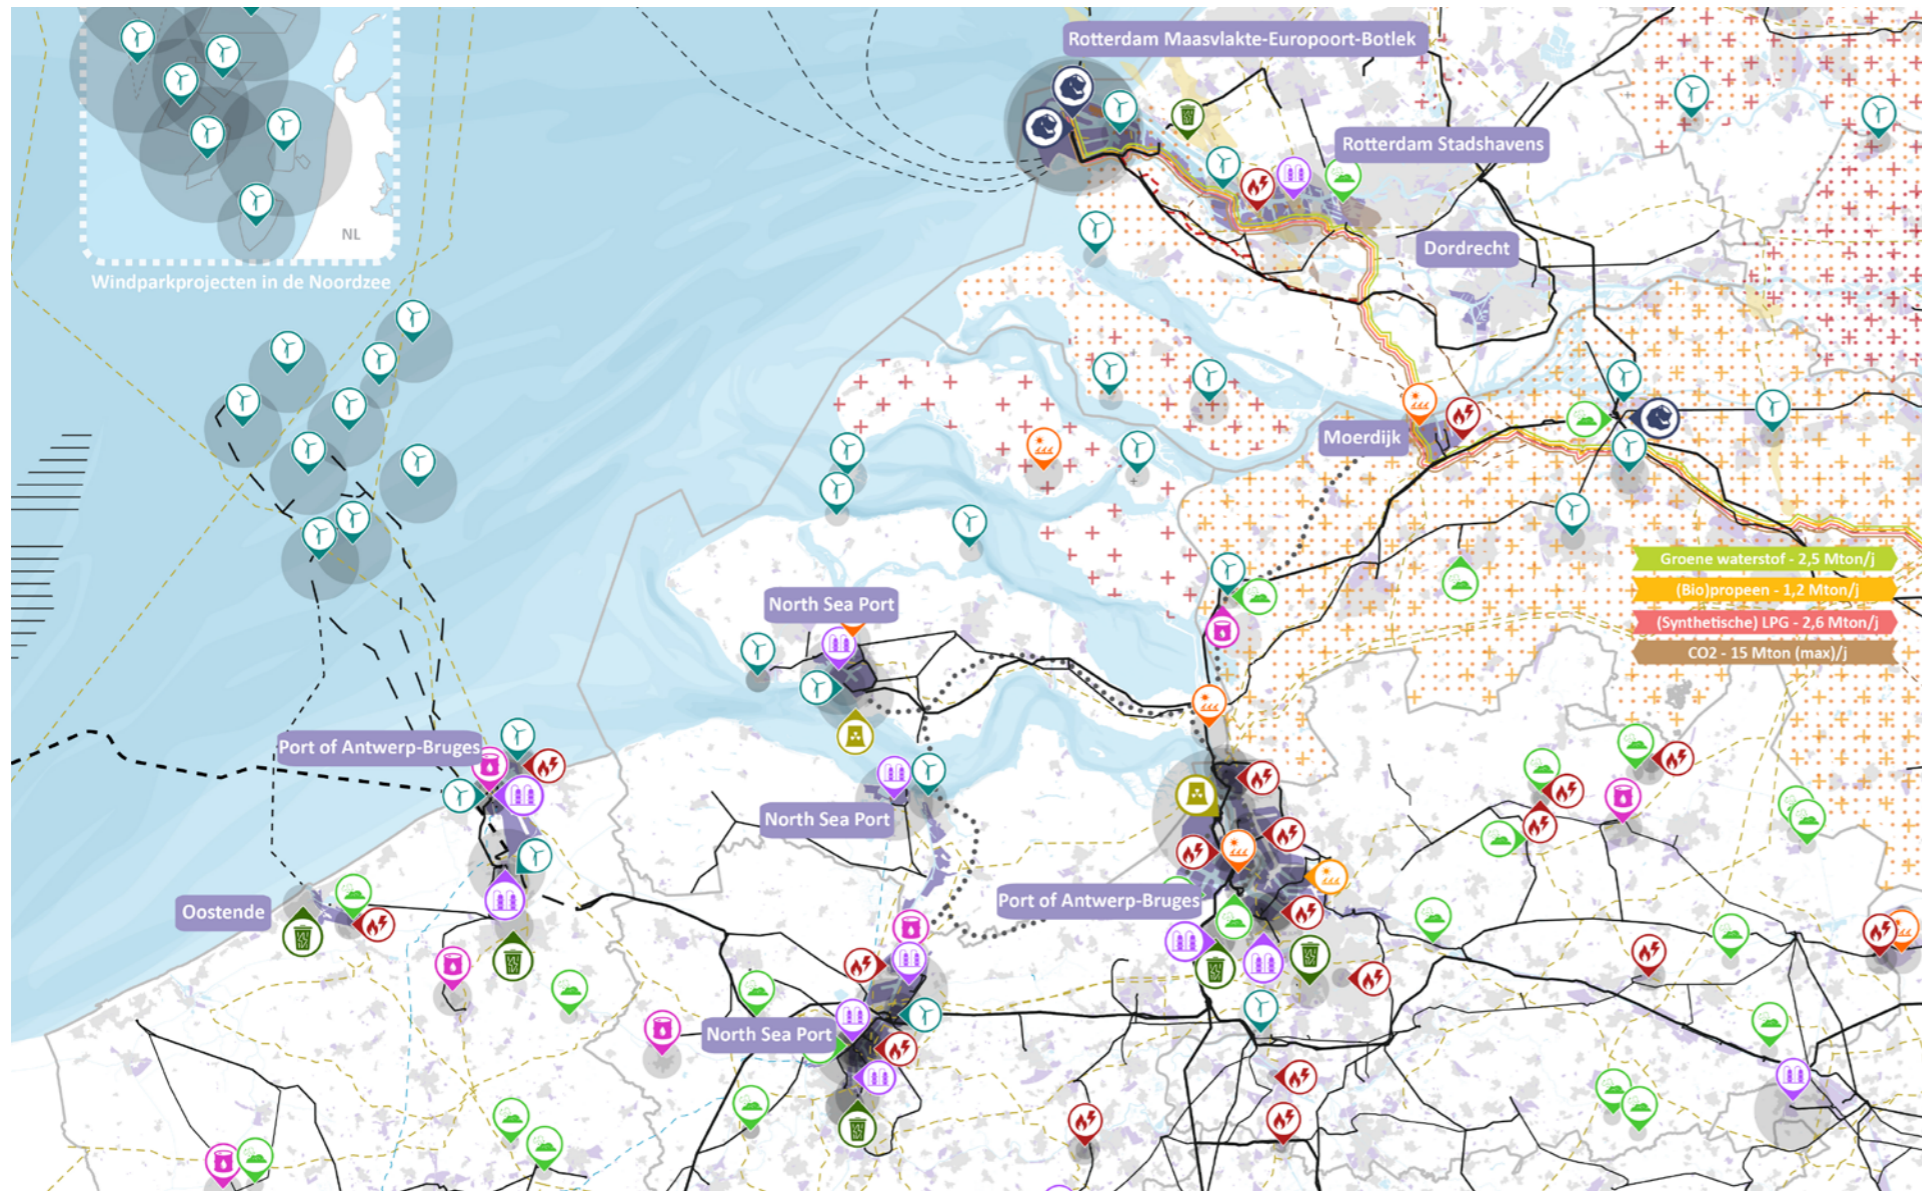 Rotterdam Maasvlakte-Europoort-Botlek
Rotterdam Stadshavens
NL
Dordrecht
Windparkprojecten in de Noordzee
Moerdijk
Groene waterstof - 2,5 Mton/j
(Bio)propeen - 1,2 Mton/j
(Synthetische) LPG - 2,6 Mton/j
CO2 - 15 Mton (max)/j
North Sea Port
Port of Antwerp-Bruges
North Sea Port
Port of Antwerp-Bruges
Oostende
North Sea Port